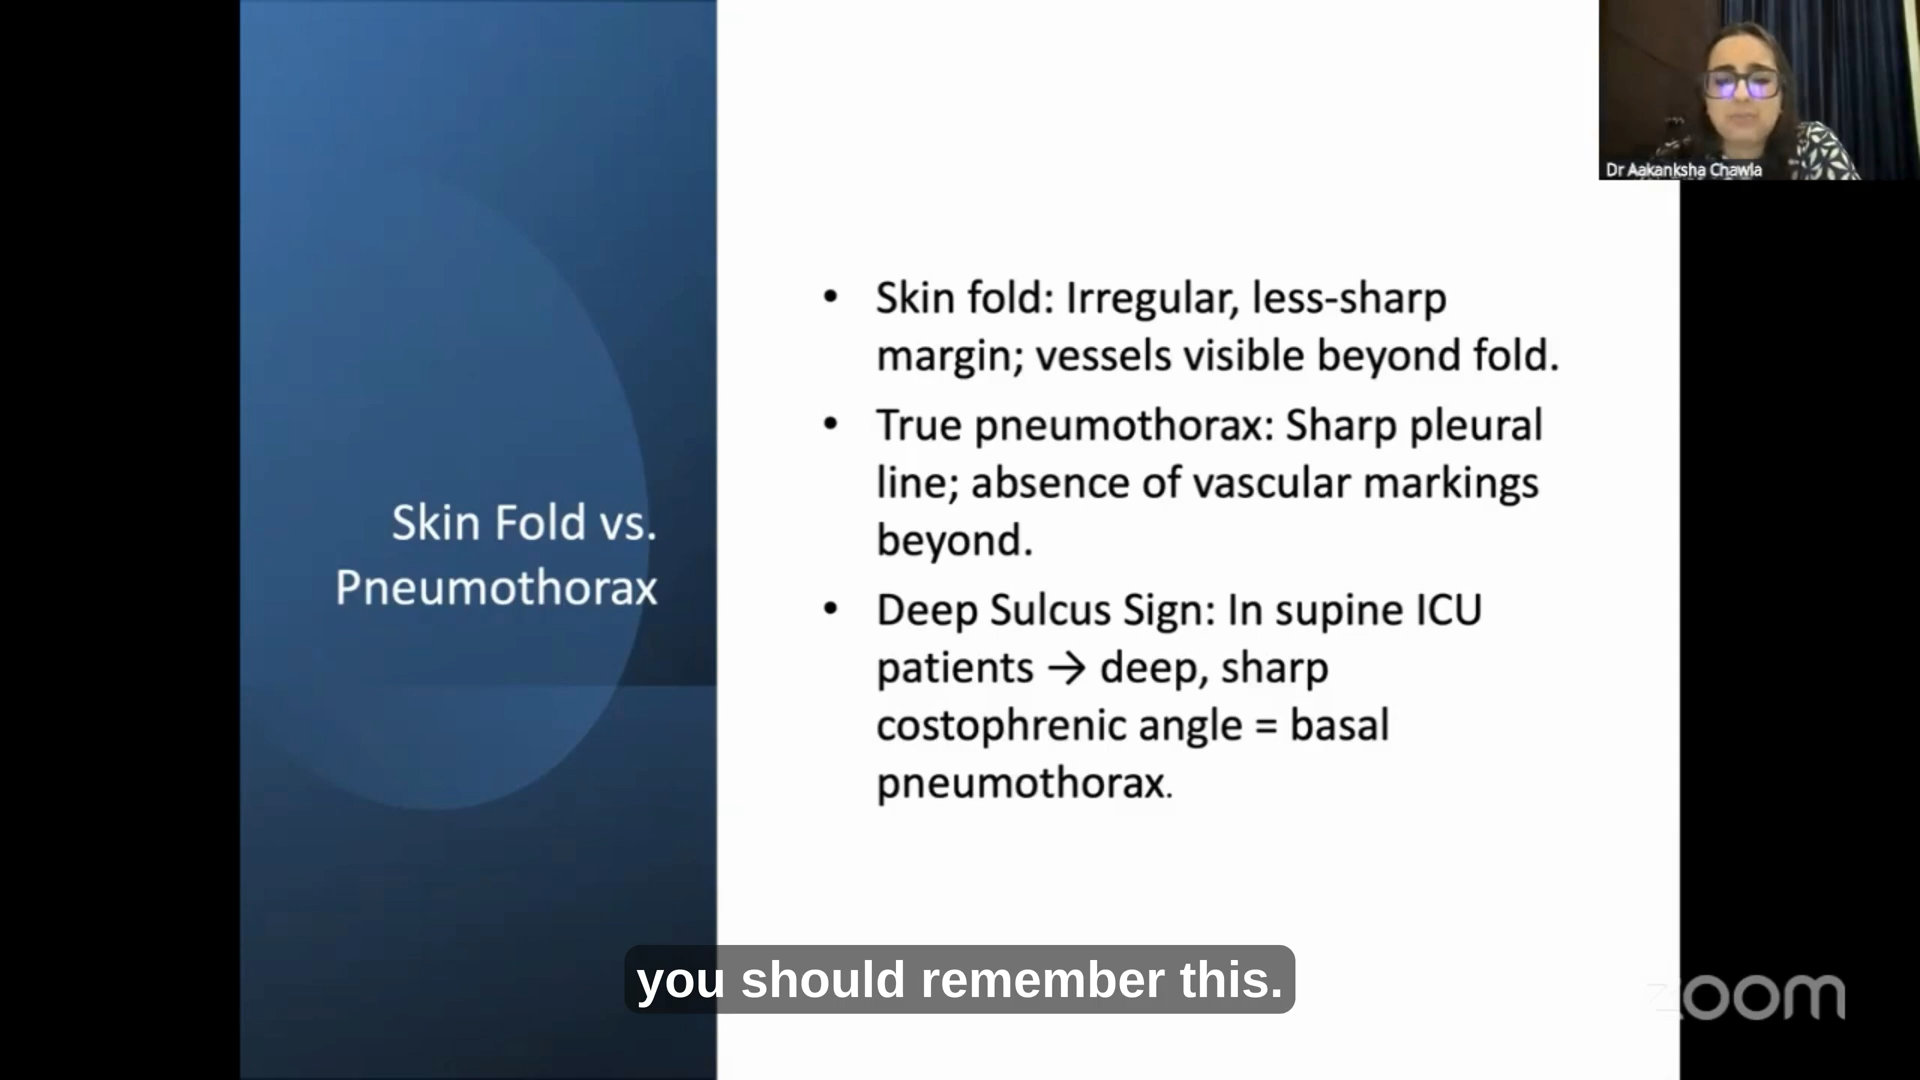 Dr Aakanksha Chawla
Skin Fold vs.
Pneumothorax
• Skin fold: Irregular, less-sharp
margin; vessels visible beyond fold.
• True pneumothorax: Sharp pleural
line; absence of vascular markings
beyond.
• Deep Sulcus Sign: In supine ICU
patients → deep, sharp
costophrenic angle = basal
pneumothorax.
you should remember this.
zoom